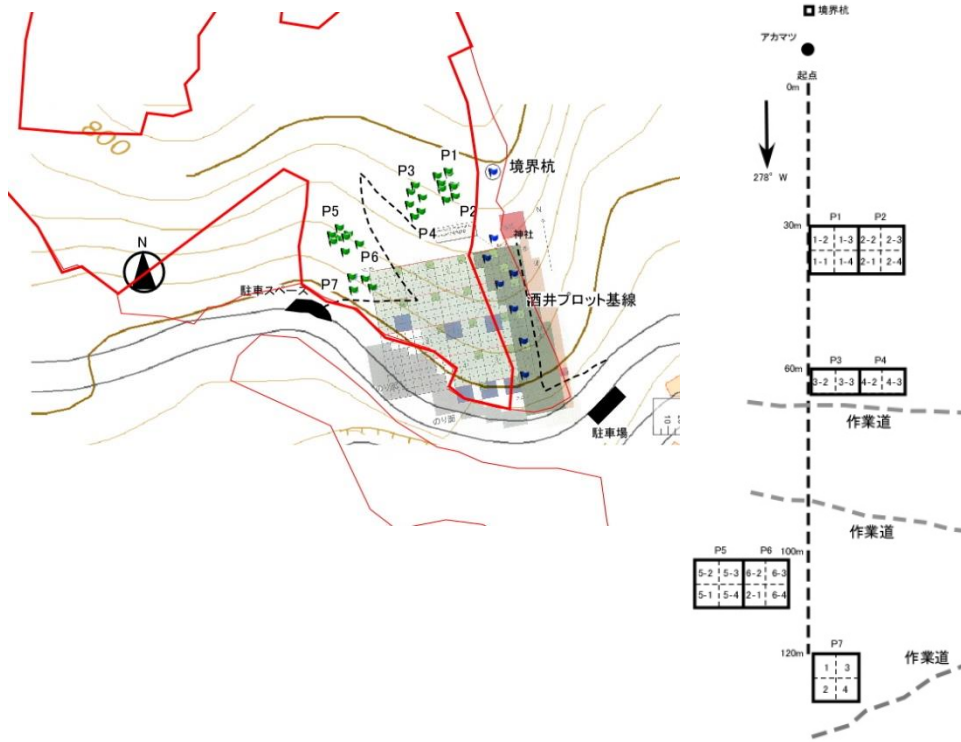 800
P1
P3
境界杭
P2
P5
P4
神社
N
P6
N
P7
駐車スペース
酒井プロット基線
のり面
駐車場
境界杭
アカマツ
起点
0m
278° W
30m
P1 P2
1-2 1-3 2-2 2-3
1-1 1-4 2-1 2-4
60m
P3 P4
3-2 3-3 4-2 4-3
作業道
作業道
100m
P5 P6
5-2 5-3 6-2 6-3
5-1 5-4 2-1 6-4
120m
P7
1 3
2 4
作業道